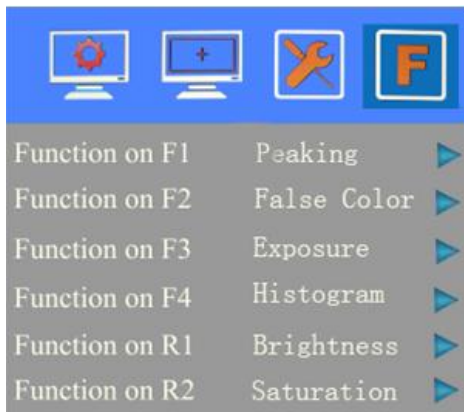 F
Function on F1 Peaking
Function on F2 False Color
Function on F3 Exposure
Function on F4 Histogram
Function on R1 Brightness
Function on R2 Saturation